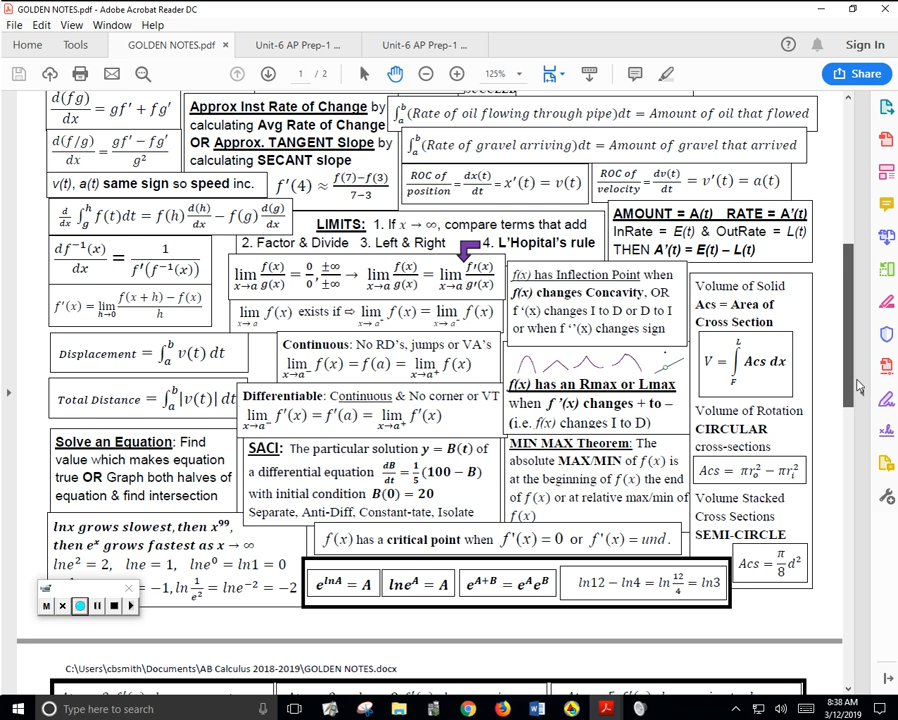 GOLDEN NOTES.pdf - Adobe Acrobat Reader DC
File Edit View Window Help
Home Tools GOLDEN NOTES.pdf × Unit-6 AP Prep-1 ... Unit-6 AP Prep-1 ... Sign In
1 / 2 125% Share
d(fg)/dx = gf' + fg'
d(f/g)/dx = (gf' − fg')/g²
v(t), a(t) same sign so speed inc.
Approx Inst Rate of Change by
calculating Avg Rate of Change
OR Approx. TANGENT Slope by
calculating SECANT slope
f'(4) ≈ (f(7)−f(3))/(7−3)
∫ₐᵇ(Rate of oil flowing through pipe)dt = Amount of oil that flowed
∫ₐᵇ(Rate of gravel arriving)dt = Amount of gravel that arrived
ROC of position = dx(t)/dt = x'(t) = v(t)
ROC of velocity = dv(t)/dt = v'(t) = a(t)
d/dx ∫_g^h f(t)dt = f(h) d(h)/dx − f(g) d(g)/dx
LIMITS: 1. If x → ∞, compare terms that add
2. Factor & Divide 3. Left & Right 4. L'Hopital's rule
AMOUNT = A(t) RATE = A'(t)
InRate = E(t) & OutRate = L(t)
THEN A'(t) = E(t) – L(t)
df⁻¹(x)/dx = 1/f'(f⁻¹(x))
f'(x) = lim h→0 (f(x + h) − f(x))/h
lim x→a f(x)/g(x) = 0/0, ±∞/±∞ → lim x→a f(x)/g(x) = lim x→a f'(x)/g'(x)
lim x→a f(x) exists if ⇨ lim x→a⁻ f(x) = lim x→a⁺ f(x)
f(x) has Inflection Point when
f(x) changes Concavity, OR
f '(x) changes I to D or D to I
or when f ''(x) changes sign
Volume of Solid
Acs = Area of
Cross Section
V = ∫_F^L Acs dx
Displacement = ∫ₐᵇ v(t) dt
Total Distance = ∫ₐᵇ|v(t)| dt
Continuous: No RD's, jumps or VA's
lim x→a⁻ f(x) = f(a) = lim x→a⁺ f(x)
Differentiable: Continuous & No corner or VT
lim x→a⁻ f'(x) = f'(a) = lim x→a⁺ f'(x)
f(x) has an Rmax or Lmax
when f '(x) changes + to –
(i.e. f(x) changes I to D)
Volume of Rotation
CIRCULAR
cross-sections
Acs = πr_o² − πr_i²
Solve an Equation: Find
value which makes equation
true OR Graph both halves of
equation & find intersection
SACI: The particular solution y = B(t) of
a differential equation dB/dt = 1/5 (100 − B)
with initial condition B(0) = 20
Separate, Anti-Diff, Constant-tate, Isolate
MIN MAX Theorem: The
absolute MAX/MIN of f(x) is
at the beginning of f(x) the end
of f(x) or at relative max/min of
f(x)
Volume Stacked
Cross Sections
SEMI-CIRCLE
Acs = π/8 d²
lnx grows slowest, then x⁹⁹,
then eˣ grows fastest as x → ∞
lne² = 2, lne = 1, lne⁰ = ln1 = 0
= −1, ln 1/e² = lne⁻² = −2
f(x) has a critical point when f'(x) = 0 or f'(x) = und.
e^lnA = A lne^A = A e^(A+B) = e^A e^B ln12 − ln4 = ln 12/4 = ln3
M
C:\Users\cbsmith\Documents\AB Calculus 2018-2019\GOLDEN NOTES.docx
Type here to search
8:38 AM
3/12/2019